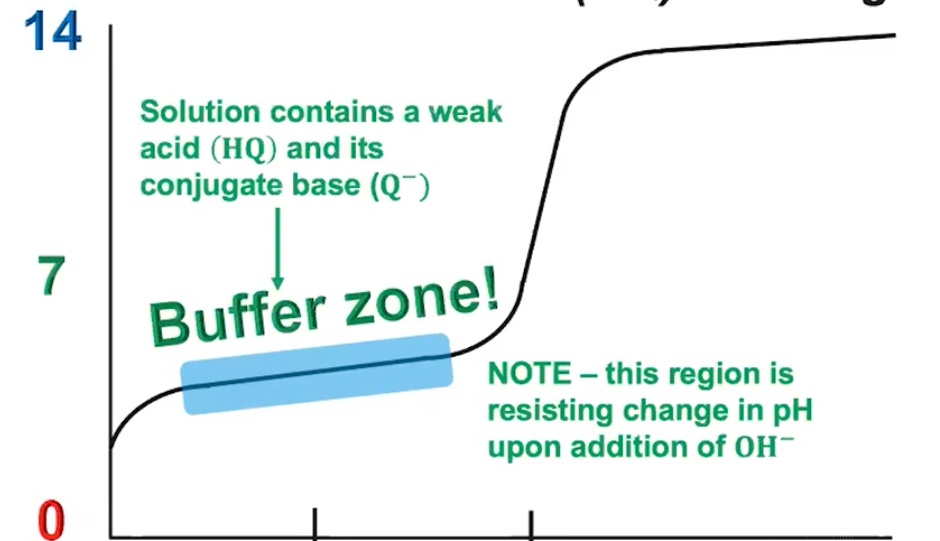 14
Solution contains a weak
acid (HQ) and its
conjugate base (Q⁻)
7
Buffer zone!
NOTE – this region is
resisting change in pH
upon addition of OH⁻
0